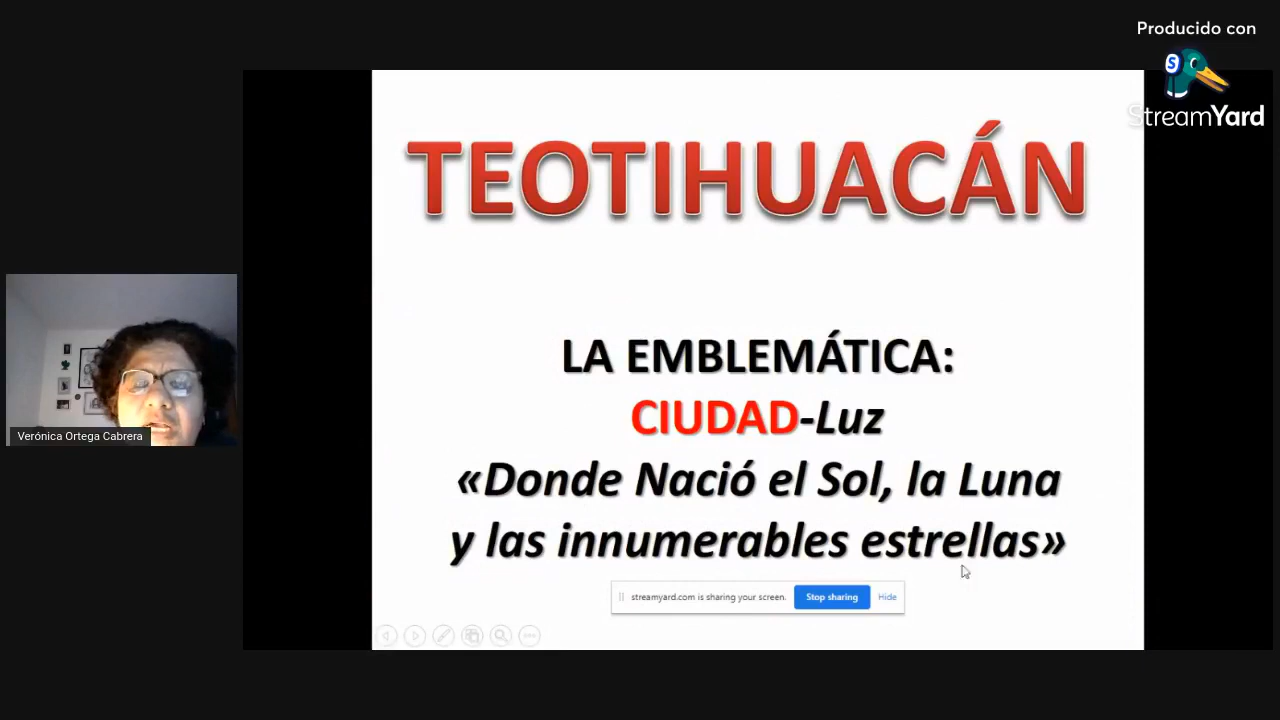 Producido con
StreamYard
TEOTIHUACÁN
LA EMBLEMÁTICA:
CIUDAD-Luz
«Donde Nació el Sol, la Luna
y las innumerables estrellas»
Verónica Ortega Cabrera
streamyard.com is sharing your screen. Stop sharing Hide